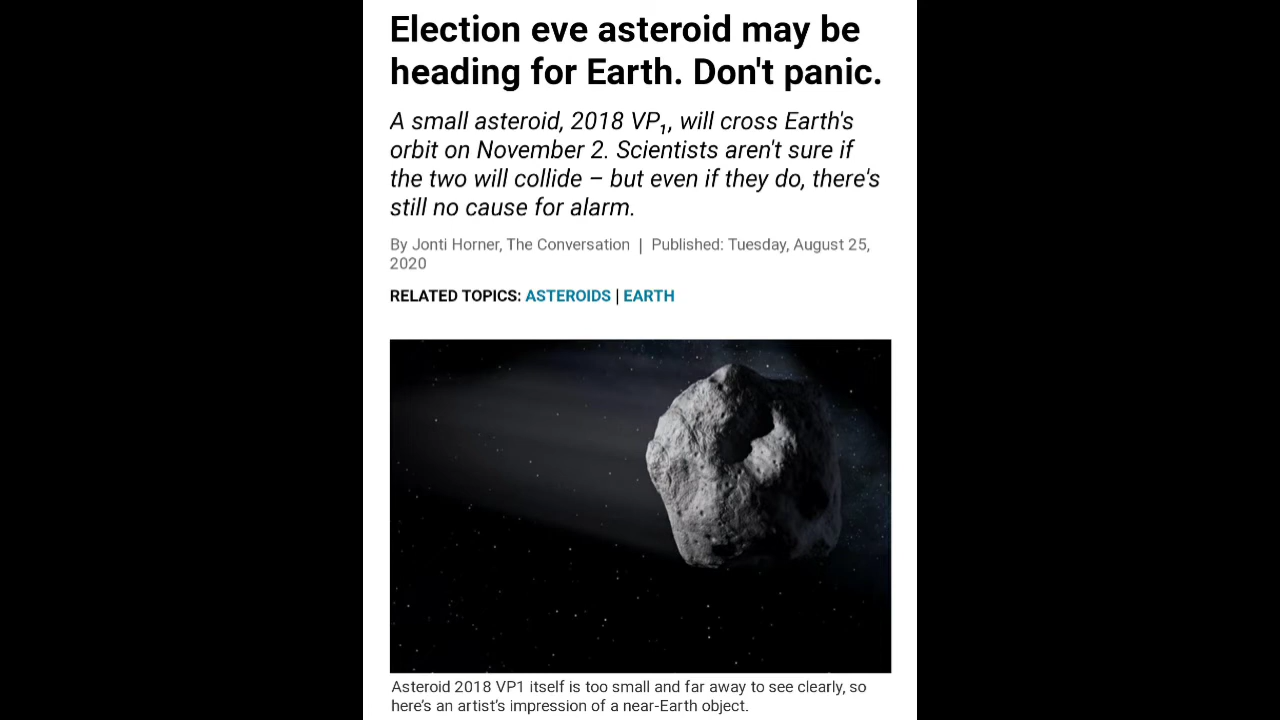 Election eve asteroid may be
heading for Earth. Don't panic.
A small asteroid, 2018 VP₁, will cross Earth's
orbit on November 2. Scientists aren't sure if
the two will collide – but even if they do, there's
still no cause for alarm.
By Jonti Horner, The Conversation | Published: Tuesday, August 25,
2020
RELATED TOPICS: ASTEROIDS | EARTH
Asteroid 2018 VP1 itself is too small and far away to see clearly, so
here’s an artist’s impression of a near-Earth object.